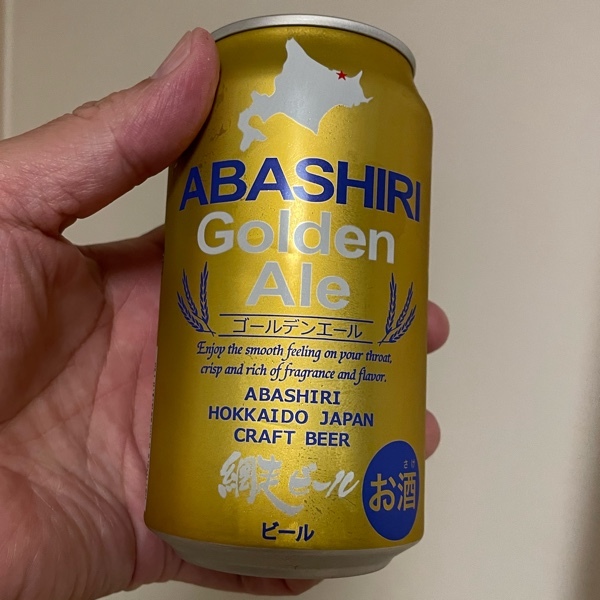 ABASHIRI
Golden
Ale
ゴールデンエール
Enjoy the smooth feeling on your throat,
crisp and rich of fragrance and flavor.
ABASHIRI
HOKKAIDO JAPAN
CRAFT BEER
網走ビール
さけ
お酒
ビール